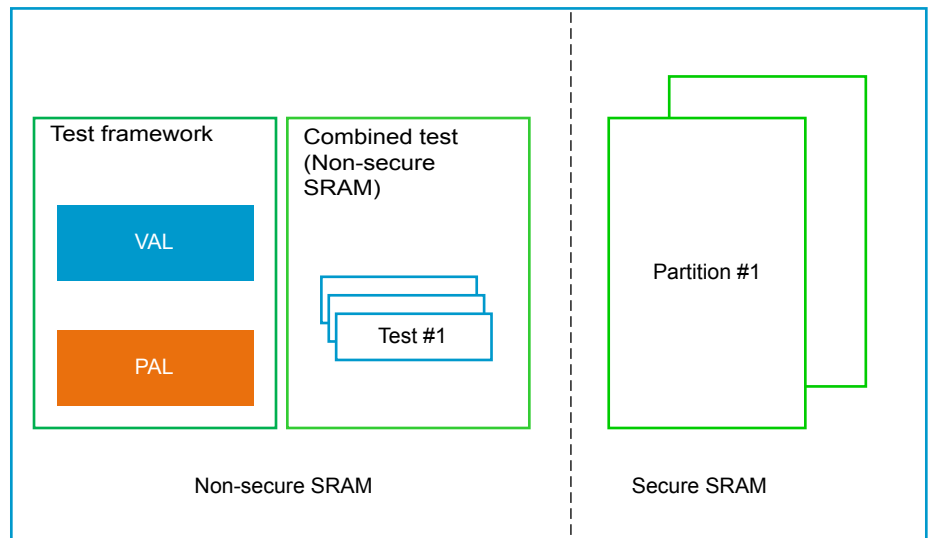 Test framework
VAL
PAL
Combined test
(Non-secure
SRAM)
Test #1
Partition #1
Non-secure SRAM
Secure SRAM